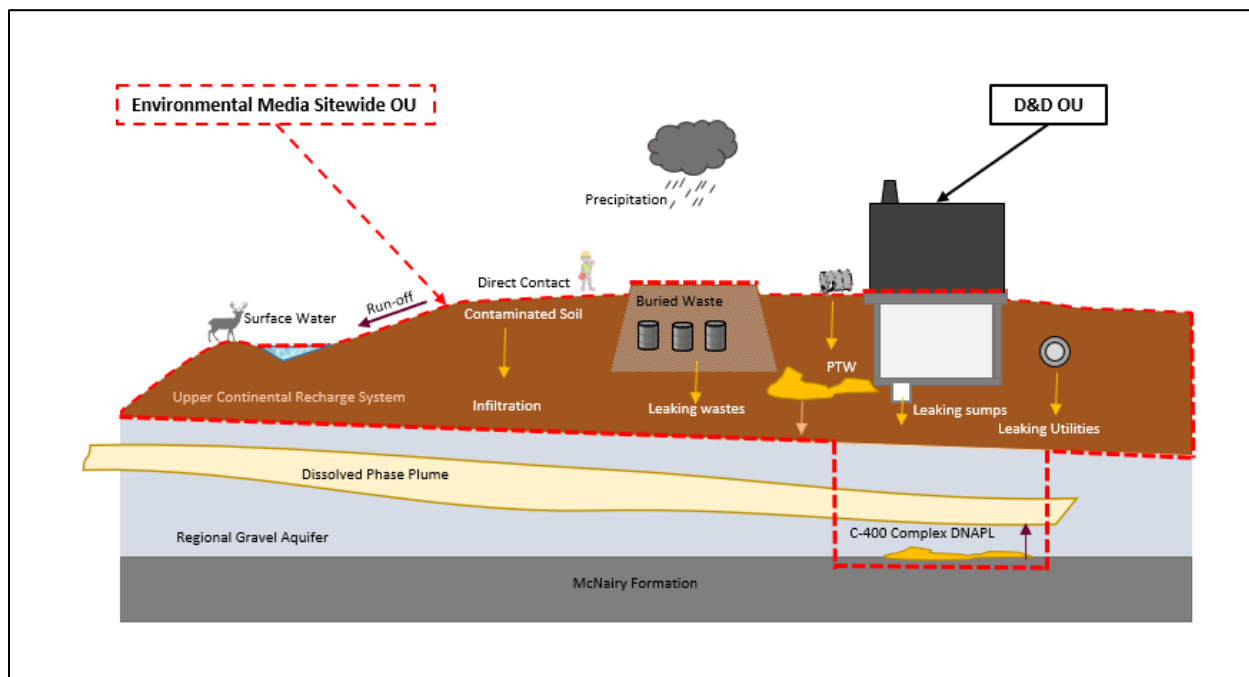 Environmental Media Sitewide OU
D&D OU
Precipitation
Direct Contact
Run-off
Surface Water
Contaminated Soil
Buried Waste
PTW
Upper Continental Recharge System
Infiltration
Leaking wastes
Leaking sumps
Leaking Utilities
Dissolved Phase Plume
Regional Gravel Aquifer
C-400 Complex DNAPL
McNairy Formation